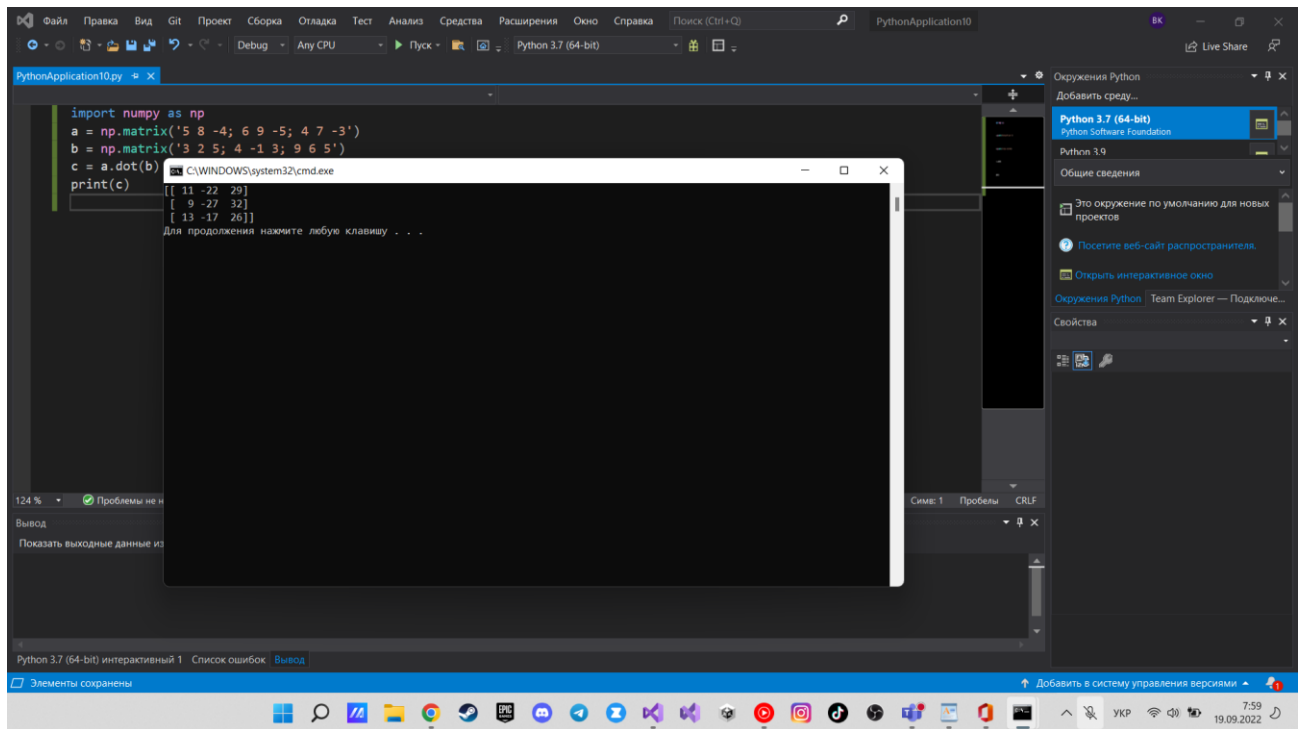 Файл Правка Вид Git Проект Сборка Отладка Тест Анализ Средства Расширения Окно Справка Поиск (Ctrl+Q) PythonApplication10 ВК
Debug Any CPU Пуск Python 3.7 (64-bit) Live Share
PythonApplication10.py
import numpy as np
a = np.matrix('5 8 -4; 6 9 -5; 4 7 -3')
b = np.matrix('3 2 5; 4 -1 3; 9 6 5')
c = a.dot(b)
print(c)
C:\WINDOWS\system32\cmd.exe
[[ 11 -22 29]
[ 9 -27 32]
[ 13 -17 26]]
Для продолжения нажмите любую клавишу . . .
124 % Проблемы не н
Симв: 1 Пробелы CRLF
Вывод
Показать выходные данные из
Python 3.7 (64-bit) интерактивный 1 Список ошибок Вывод
Окружения Python
Добавить среду...
Python 3.7 (64-bit)
Python Software Foundation
Python 3.9
Общие сведения
Это окружение по умолчанию для новых
проектов
Посетите веб-сайт распространителя.
Открыть интерактивное окно
Окружения Python Team Explorer — Подключе...
Свойства
Элементы сохранены
Добавить в систему управления версиями
1
EPIC
УКР
7:59
19.09.2022